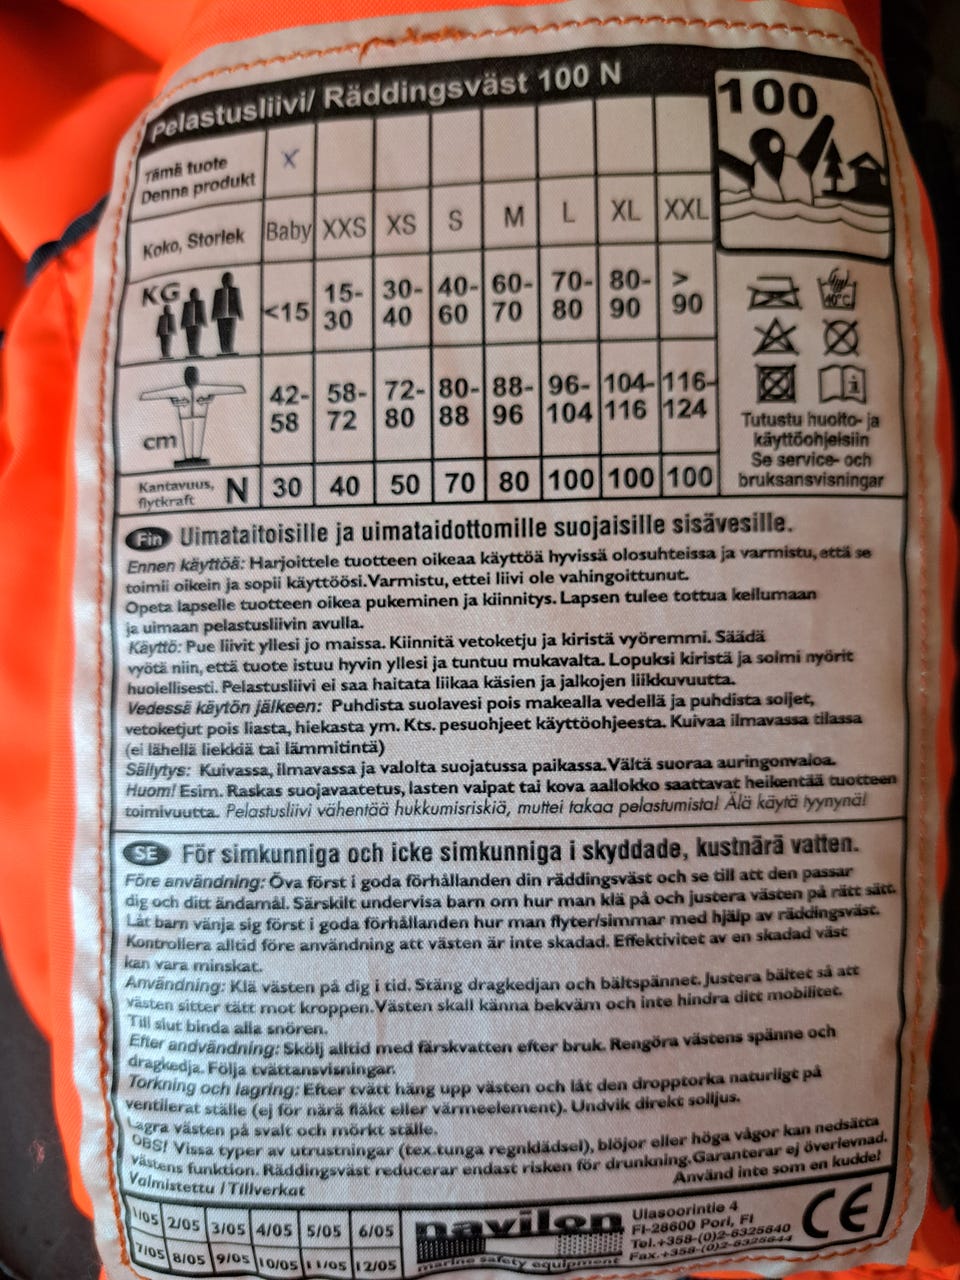 Pelastusliivi/ Räddingsväst 100 N
100
Tämä tuote
Denna produkt
X
Koko, Storlek Baby XXS XS S M L XL XXL
KG <15 15-30 30-40 40-60 60-70 70-80 80-90 >90
cm 42-58 58-72 72-80 80-88 88-96 96-104 104-116 116-124
Kantavuus, flytkraft N 30 40 50 70 80 100 100 100
40°C
i
Tutustu huolto- ja
käyttöohjeisiin
Se service- och
bruksansvisningar
Fin Uimataitoisille ja uimataidottomille suojaisille sisävesille.
Ennen käyttöä: Harjoittele tuotteen oikeaa käyttöä hyvissä olosuhteissa ja varmistu, että se
toimii oikein ja sopii käyttöösi. Varmistu, ettei liivi ole vahingoittunut.
Opeta lapselle tuotteen oikea pukeminen ja kiinnitys. Lapsen tulee tottua kellumaan
ja uimaan pelastusliivin avulla.
Käyttö: Pue liivit yllesi jo maissa. Kiinnitä vetoketju ja kiristä vyöremmi. Säädä
vyötä niin, että tuote istuu hyvin yllesi ja tuntuu mukavalta. Lopuksi kiristä ja solmi nyörit
huolellisesti. Pelastusliivi ei saa haitata liikaa käsien ja jalkojen liikkuvuutta.
Vedessä käytön jälkeen: Puhdista suolavesi pois makealla vedellä ja puhdista soljet,
vetoketjut pois liasta, hiekasta ym. Kts. pesuohjeet käyttöohjeesta. Kuivaa ilmavassa tilassa
(ei lähellä liekkiä tai lämmitintä)
Säilytys: Kuivassa, ilmavassa ja valolta suojatussa paikassa. Vältä suoraa auringonvaloa.
Huom! Esim. Raskas suojavaatetus, lasten vaipat tai kova aallokko saattavat heikentää tuotteen
toimivuutta. Pelastusliivi vähentää hukkumisriskiä, muttei takaa pelastumista! Älä käytä tyynynä!
SE För simkunniga och icke simkunniga i skyddade, kustnärä vatten.
Före användning: Öva först i goda förhållanden din räddingsväst och se till att den passar
dig och ditt ändamål. Särskilt undervisa barn om hur man klä på och justera västen på rätt sätt.
Låt barn vänja sig först i goda förhållanden hur man flyter/simmar med hjälp av räddingsväst.
Kontrollera alltid före användning att västen är inte skadad. Effektivitet av en skadad väst
kan vara minskat.
Användning: Klä västen på dig i tid. Stäng dragkedjan och bältspännet. Justera bältet så att
västen sitter tätt mot kroppen. Västen skall känna bekväm och inte hindra ditt mobilitet.
Till slut binda alla snören.
Efter andvändning: Skölj alltid med färskvatten efter bruk. Rengöra västens spänne och
dragkedja. Följa tvättansvisningar.
Torkning och lagring: Efter tvätt häng upp västen och låt den dropptorka naturligt på
ventilerat ställe (ej för närä fläkt eller värmeelement). Undvik direkt solljus.
Lagra västen på svalt och mörkt ställe.
OBS! Vissa typer av utrustningar (tex.tunga regnklädsel), blöjor eller höga vågor kan nedsätta
västens funktion. Räddingsväst reducerar endast risken för drunkning. Garanterar ej överlevnad.
Använd inte som en kudde!
Valmistettu / Tillverkat
1/05 2/05 3/05 4/05 5/05 6/05
7/05 8/05 9/05 10/05 11/05 12/05
navilon
marine safety equipment
Ulasoorintie 4
FI-28600 Pori, FI
Tel.+358-(0)2-6325640
Fax.+358-(0)2-6325644
CE